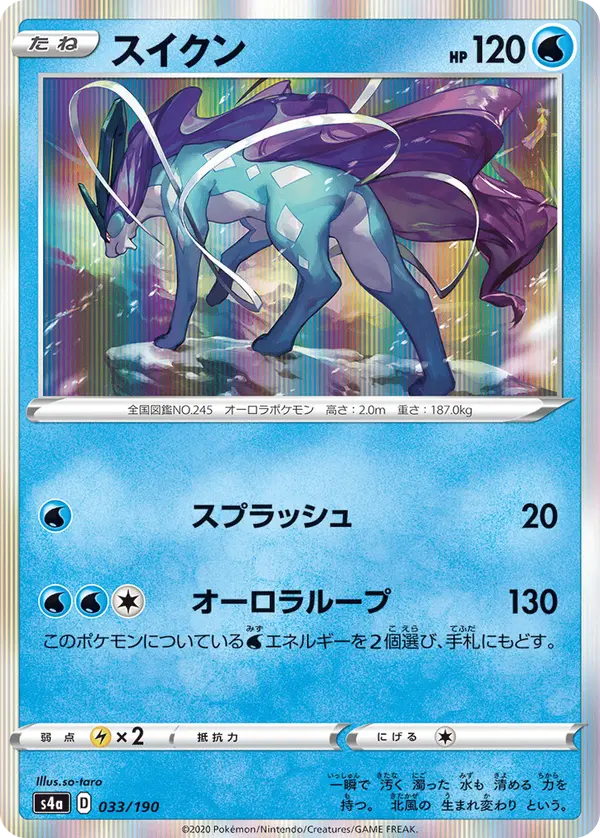 たね スイクン HP 120
全国図鑑NO.245 オーロラポケモン 高さ:2.0m 重さ:187.0kg
スプラッシュ 20
オーロラループ 130
このポケモンについているエネルギーを2個選び、手札にもどす。
弱点 ×2 抵抗力 にげる
Illus.so-taro
一瞬で 汚く 濁った 水も 清める 力を
持つ。 北風の 生まれ変わり という。
s4a D 033/190
©2020 Pokémon/Nintendo/Creatures/GAME FREAK.